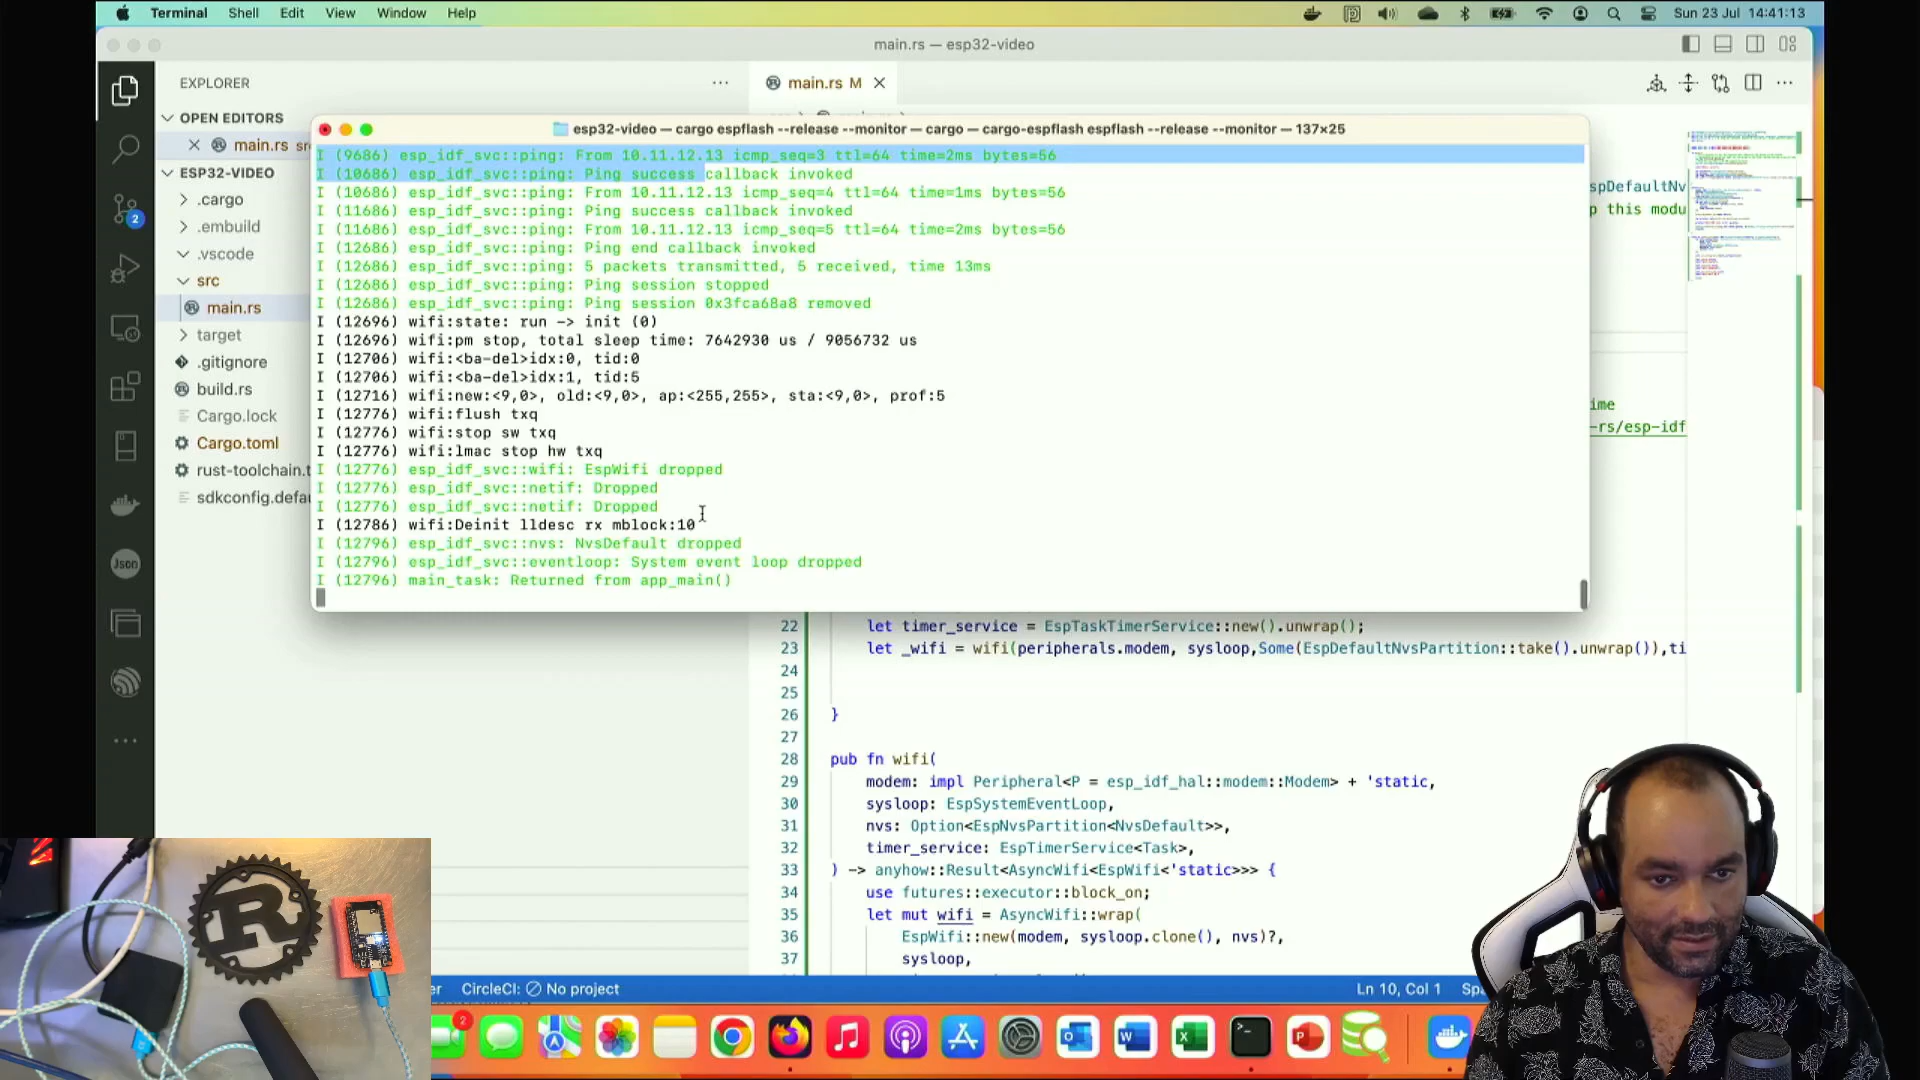 Terminal Shell Edit View Window Help Sun 23 Jul 14:41:13
main.rs — esp32-video
EXPLORER
main.rs M
OPEN EDITORS
main.rs
ESP32-VIDEO
.cargo
.embuild
.vscode
src
main.rs
target
.gitignore
build.rs
Cargo.lock
Cargo.toml
rust-toolchain.t
sdkconfig.defau
2
Json
esp32-video — cargo espflash --release --monitor — cargo — cargo-espflash espflash --release --monitor — 137×25
I (9686) esp_idf_svc::ping: From 10.11.12.13 icmp_seq=3 ttl=64 time=2ms bytes=56
I (10686) esp_idf_svc::ping: Ping success callback invoked
I (10686) esp_idf_svc::ping: From 10.11.12.13 icmp_seq=4 ttl=64 time=1ms bytes=56
I (11686) esp_idf_svc::ping: Ping success callback invoked
I (11686) esp_idf_svc::ping: From 10.11.12.13 icmp_seq=5 ttl=64 time=2ms bytes=56
I (12686) esp_idf_svc::ping: Ping end callback invoked
I (12686) esp_idf_svc::ping: 5 packets transmitted, 5 received, time 13ms
I (12686) esp_idf_svc::ping: Ping session stopped
I (12686) esp_idf_svc::ping: Ping session 0x3fca68a8 removed
I (12696) wifi:state: run -> init (0)
I (12696) wifi:pm stop, total sleep time: 7642930 us / 9056732 us
I (12706) wifi:<ba-del>idx:0, tid:0
I (12706) wifi:<ba-del>idx:1, tid:5
I (12716) wifi:new:<9,0>, old:<9,0>, ap:<255,255>, sta:<9,0>, prof:5
I (12776) wifi:flush txq
I (12776) wifi:stop sw txq
I (12776) wifi:lmac stop hw txq
I (12776) esp_idf_svc::wifi: EspWifi dropped
I (12776) esp_idf_svc::netif: Dropped
I (12776) esp_idf_svc::netif: Dropped
I (12786) wifi:Deinit lldesc rx mblock:10
I (12796) esp_idf_svc::nvs: NvsDefault dropped
I (12796) esp_idf_svc::eventloop: System event loop dropped
I (12796) main_task: Returned from app_main()
spDefaultNv
p this modu
ime
-rs/esp-idf
22 let timer_service = EspTaskTimerService::new().unwrap();
23 let _wifi = wifi(peripherals.modem, sysloop,Some(EspDefaultNvsPartition::take().unwrap()),ti
24
25
26 }
27
28 pub fn wifi(
29 modem: impl Peripheral<P = esp_idf_hal::modem::Modem> + 'static,
30 sysloop: EspSystemEventLoop,
31 nvs: Option<EspNvsPartition<NvsDefault>>,
32 timer_service: EspTimerService<Task>,
33 ) -> anyhow::Result<AsyncWifi<EspWifi<'static>>> {
34 use futures::executor::block_on;
35 let mut wifi = AsyncWifi::wrap(
36 EspWifi::new(modem, sysloop.clone(), nvs)?,
37 sysloop,
er CircleCI: No project Ln 10, Col 1 Spa
2
R